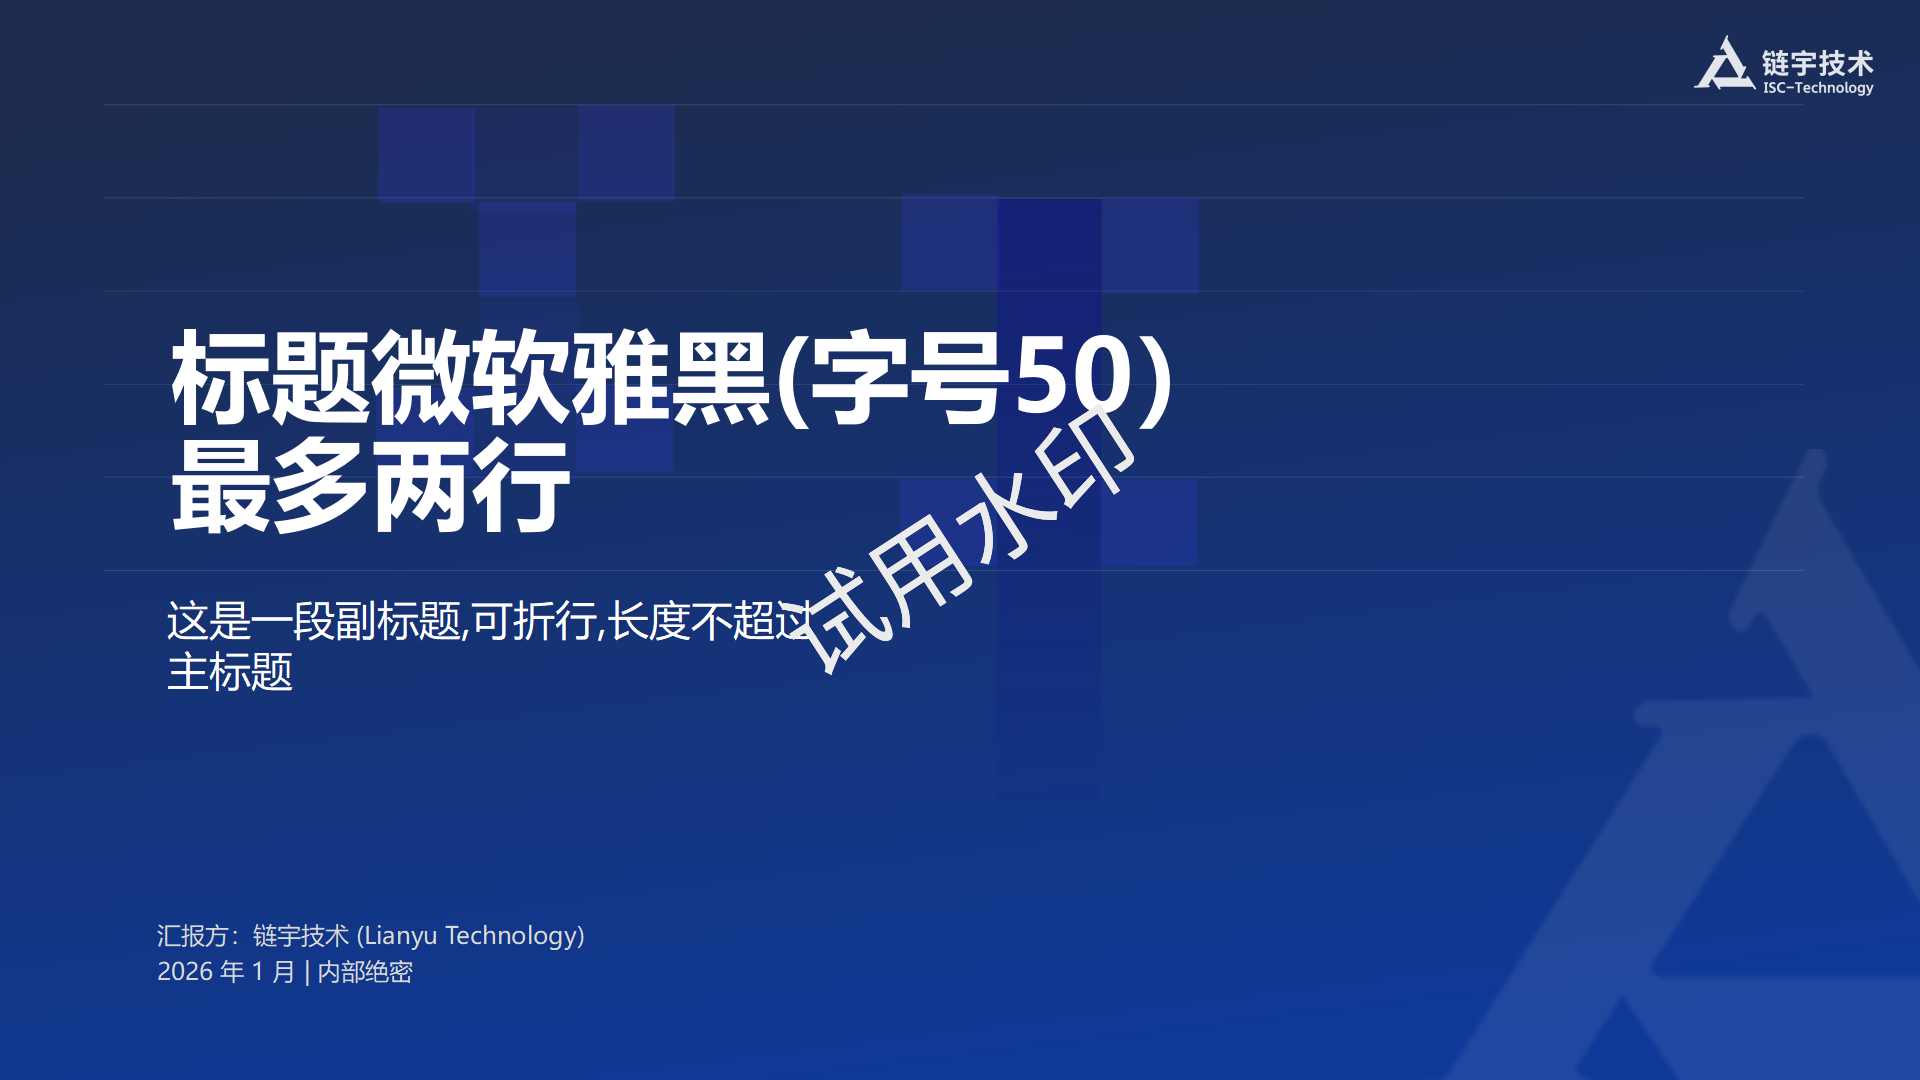 链宇技术
ISC-Technology
标题微软雅黑(字号50)
最多两行
试用水印
这是一段副标题,可折行,长度不超过
主标题
汇报方：链宇技术 (Lianyu Technology)
2026 年 1 月 | 内部绝密